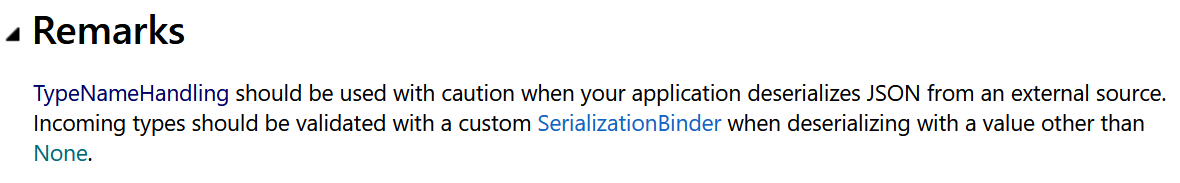 Remarks
TypeNameHandling should be used with caution when your application deserializes JSON from an external source.
Incoming types should be validated with a custom SerializationBinder when deserializing with a value other than
None.